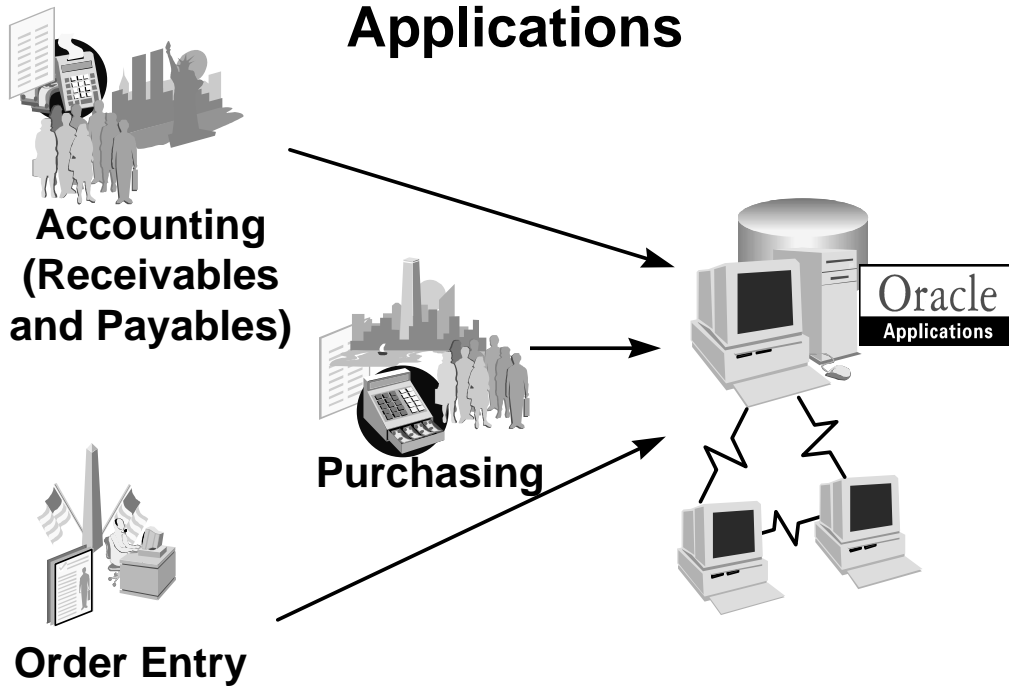 Applications
Accounting
(Receivables
and Payables)
Oracle
Applications
Purchasing
Order Entry